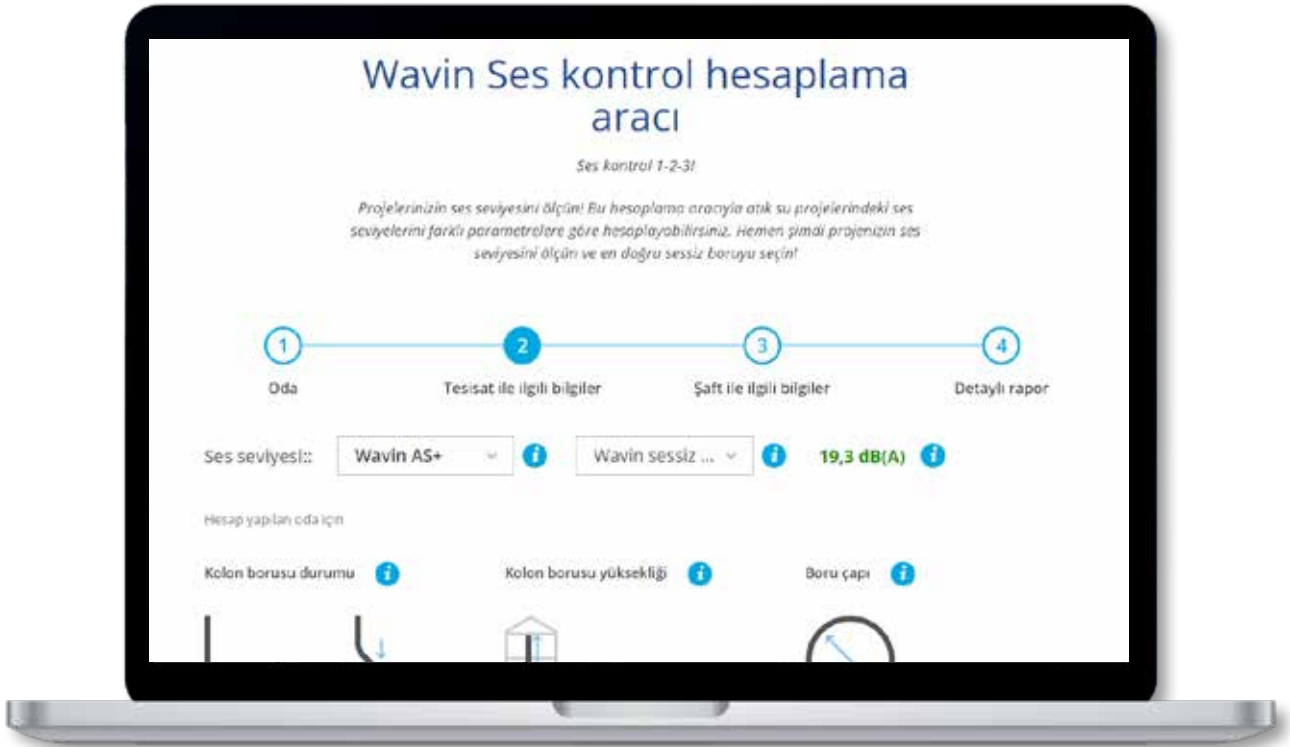 Wavin Ses kontrol hesaplama
aracı
Ses kontrol 1-2-3!
Projelerinizin ses seviyesini ölçün! Bu hesaplama aracıyla atık su projelerindeki ses
seviyelerini farklı parametrelere göre hesaplayabilirsiniz. Hemen şimdi projenizin ses
seviyesini ölçün ve en doğru sessiz boruyu seçin!
1 2 3 4
Oda Tesisat ile ilgili bilgiler Şaft ile ilgili bilgiler Detaylı rapor
Ses seviyesi:: Wavin AS+ i Wavin sessiz ... i 19,3 dB(A) i
Hesap yapılan oda için
Kolon borusu durumu i Kolon borusu yüksekliği i Boru çapı i